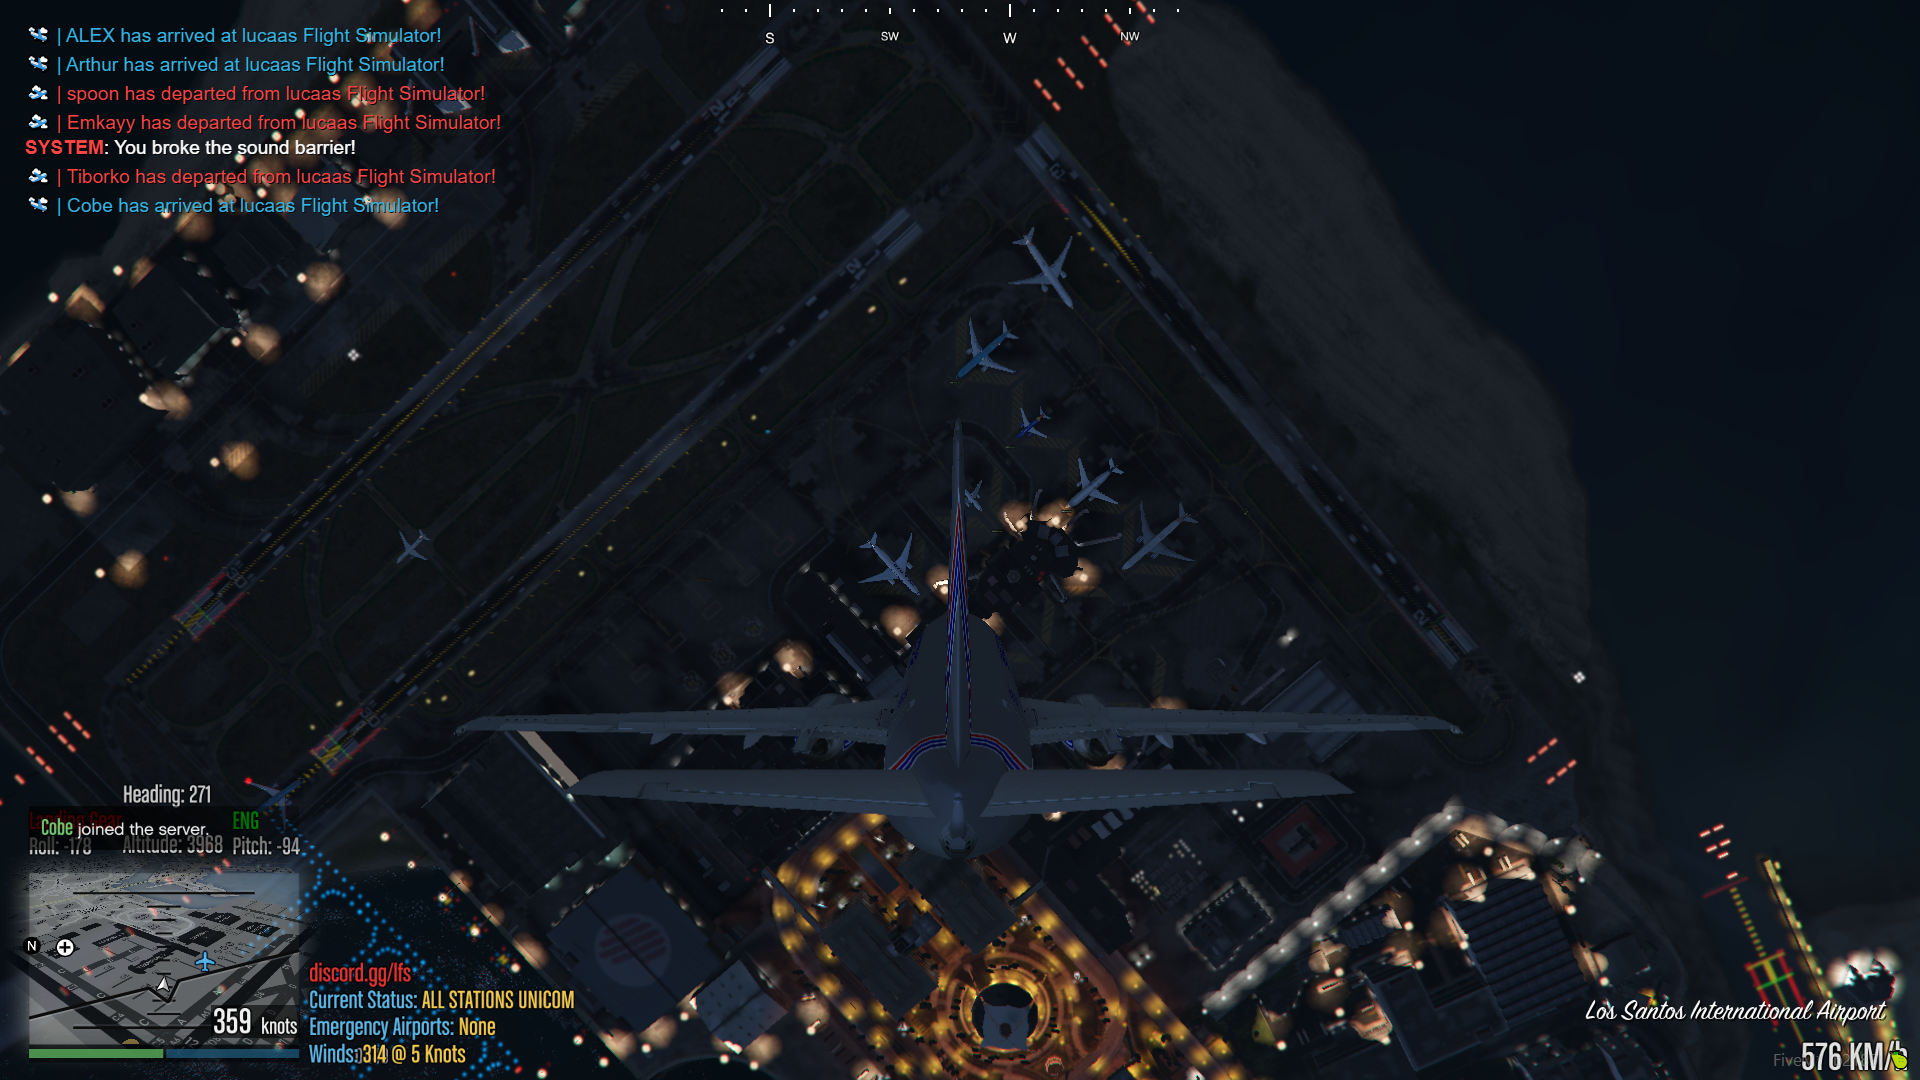 S SW W NW
| ALEX has arrived at lucaas Flight Simulator!
| Arthur has arrived at lucaas Flight Simulator!
| spoon has departed from lucaas Flight Simulator!
| Emkayy has departed from lucaas Flight Simulator!
SYSTEM: You broke the sound barrier!
| Tiborko has departed from lucaas Flight Simulator!
| Cobe has arrived at lucaas Flight Simulator!
Heading: 271
Landing Gear ENG
Cobe joined the server.
Roll: -178 Altitude: 3968 Pitch: -94
N
359 knots
discord.gg/lfs
Current Status: ALL STATIONS UNICOM
Emergency Airports: None
Winds: 314 @ 5 Knots
Los Santos International Airport
576 KM/h